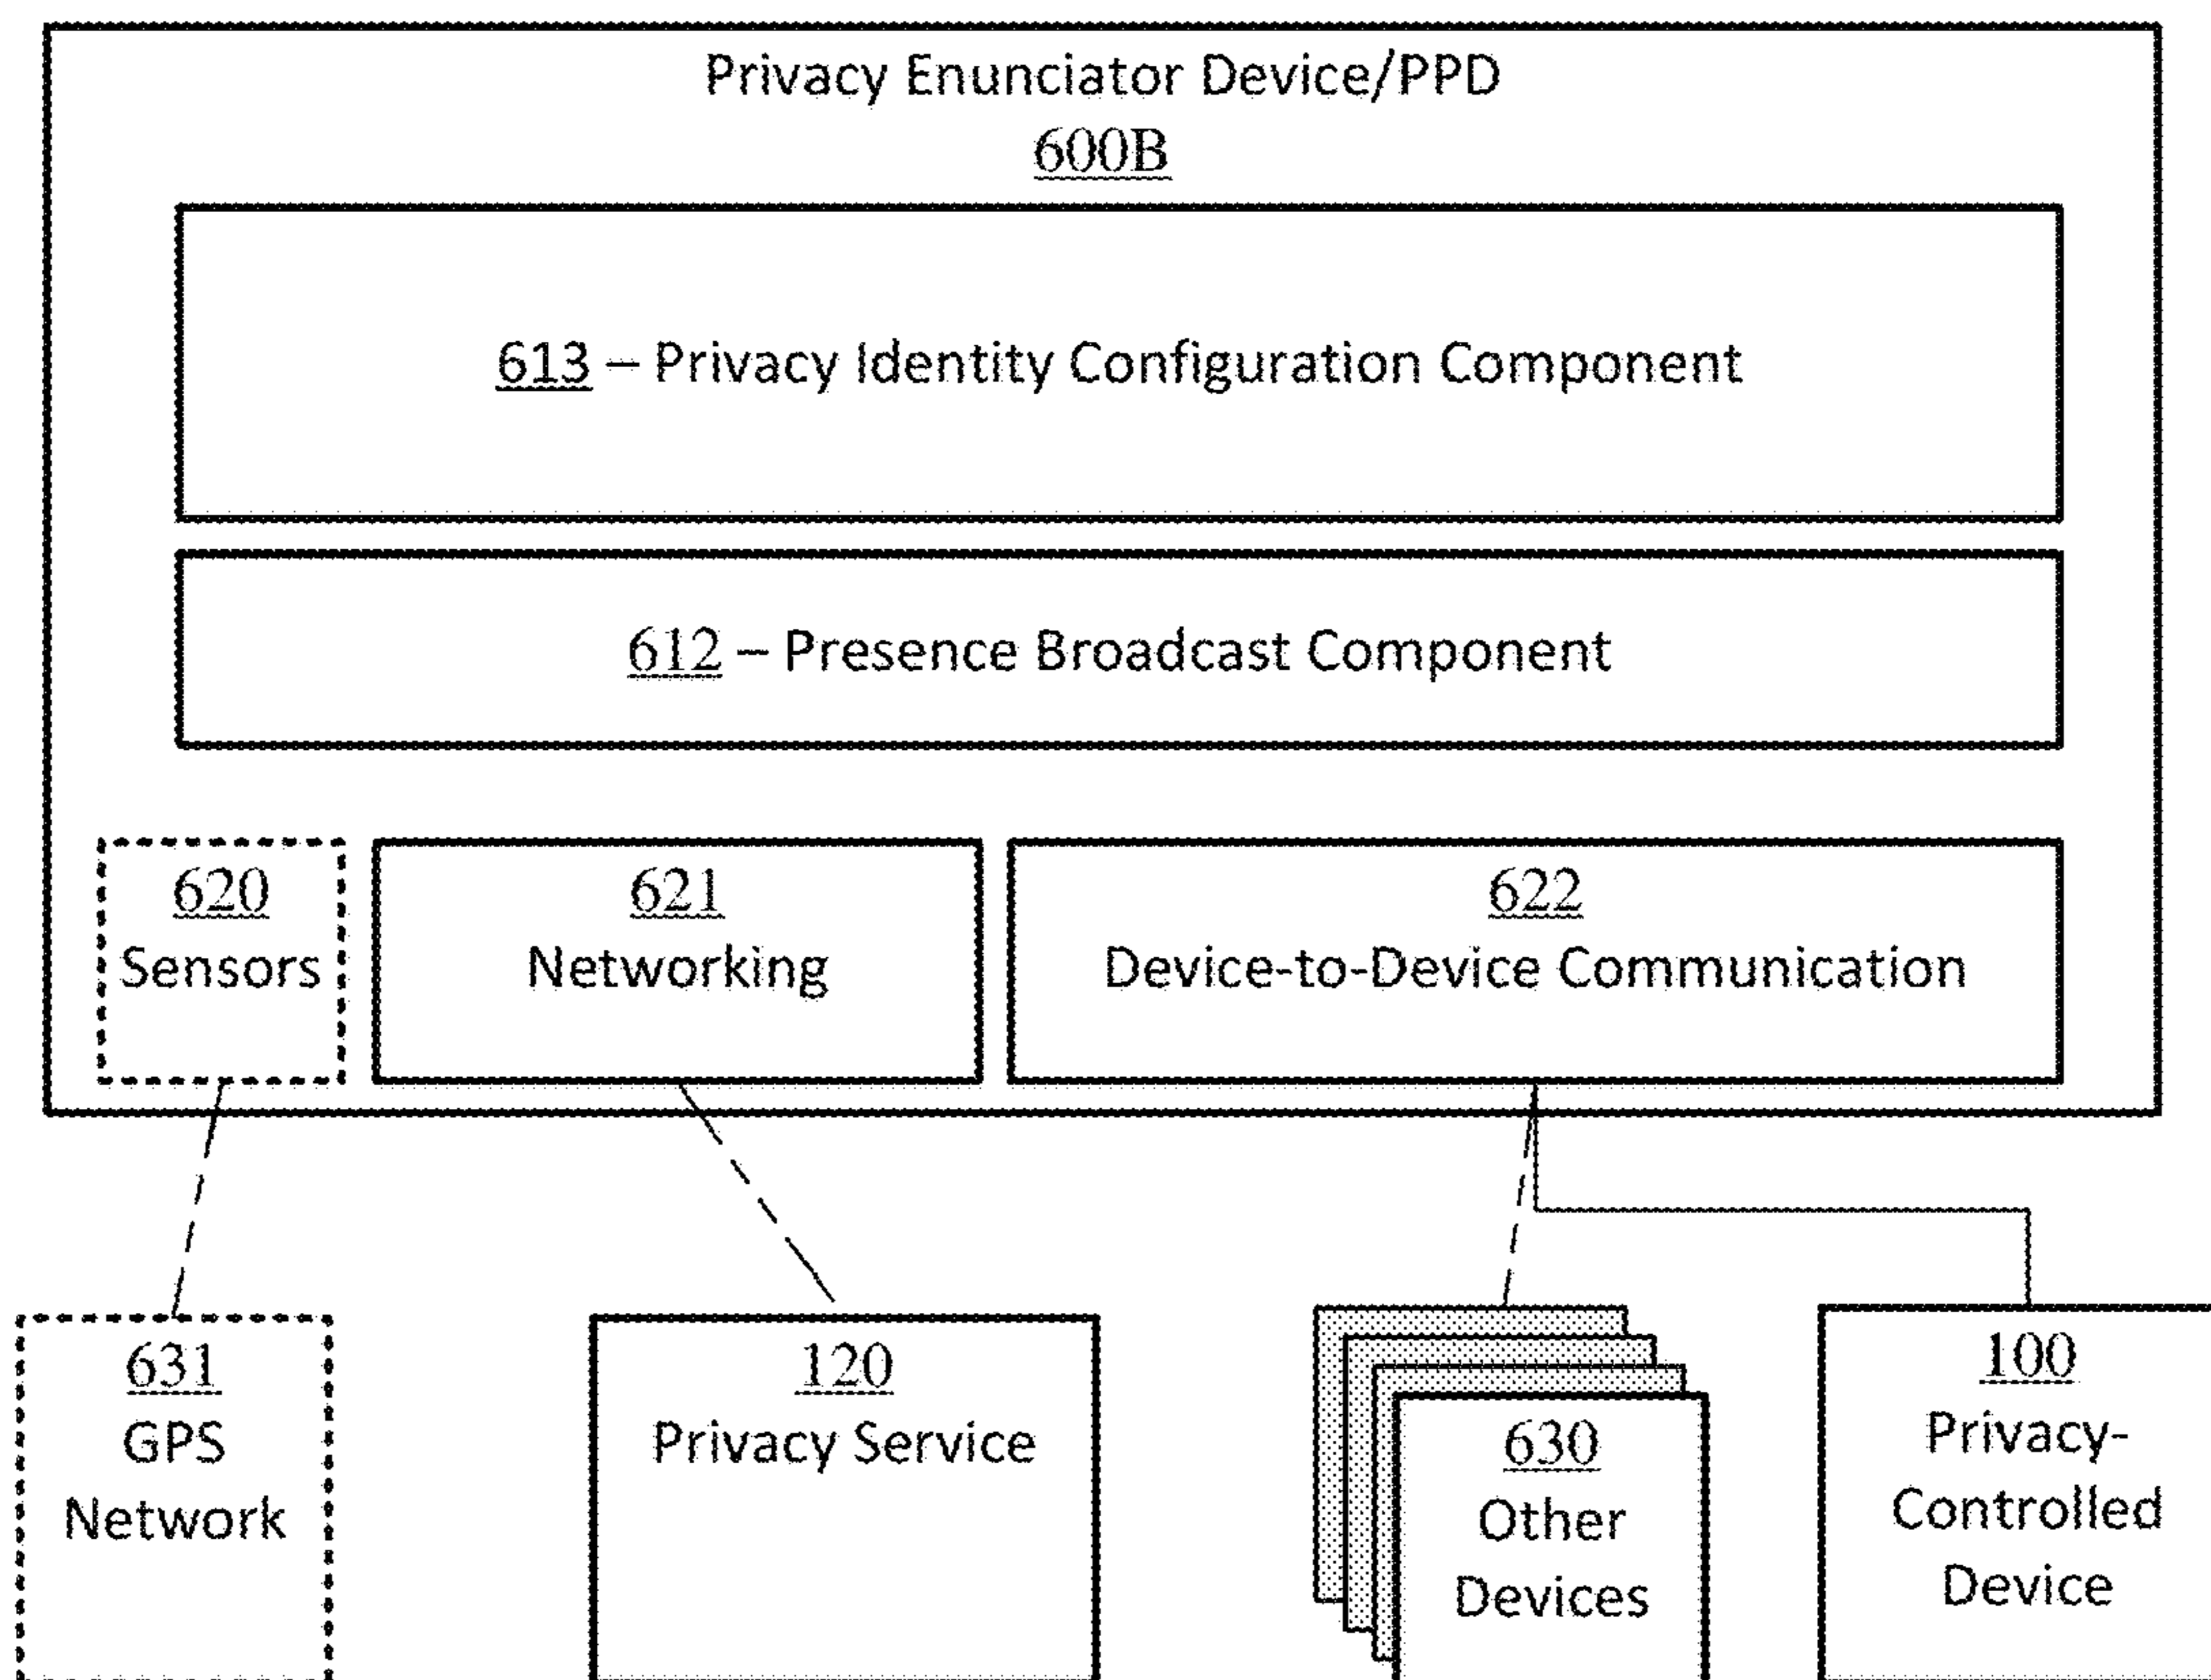 Privacy Enunciator Device/PPD
600B
613 – Privacy Identity Configuration Component
612 – Presence Broadcast Component
620
Sensors
621
Networking
622
Device-to-Device Communication
631
GPS
Network
120
Privacy Service
630
Other
Devices
100
Privacy-
Controlled
Device